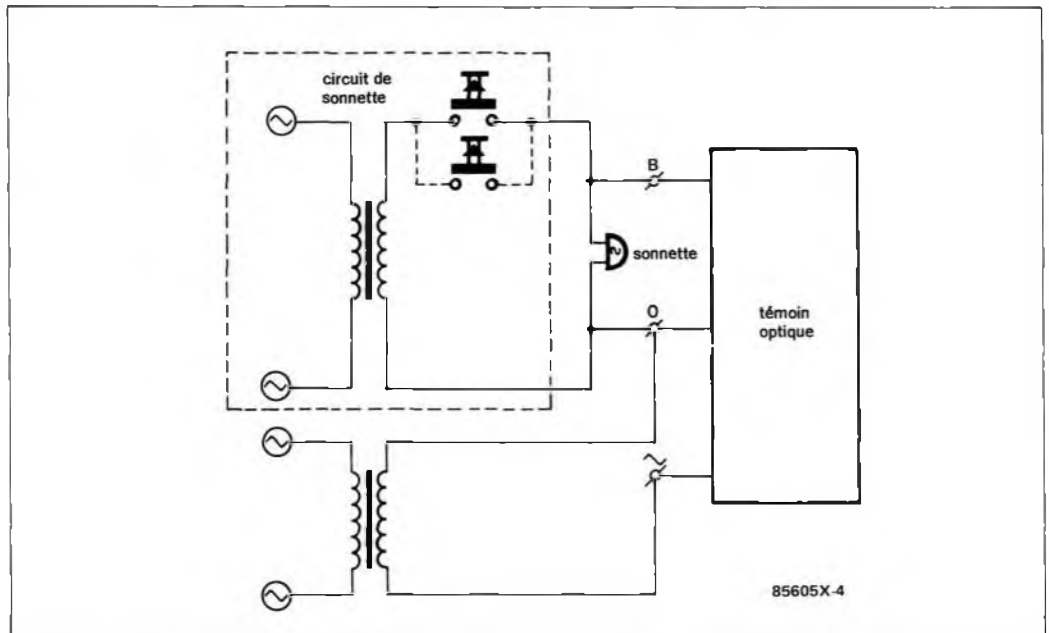 circuit de
sonnette
B
sonnette
O
témoin
optique
~
85605X-4